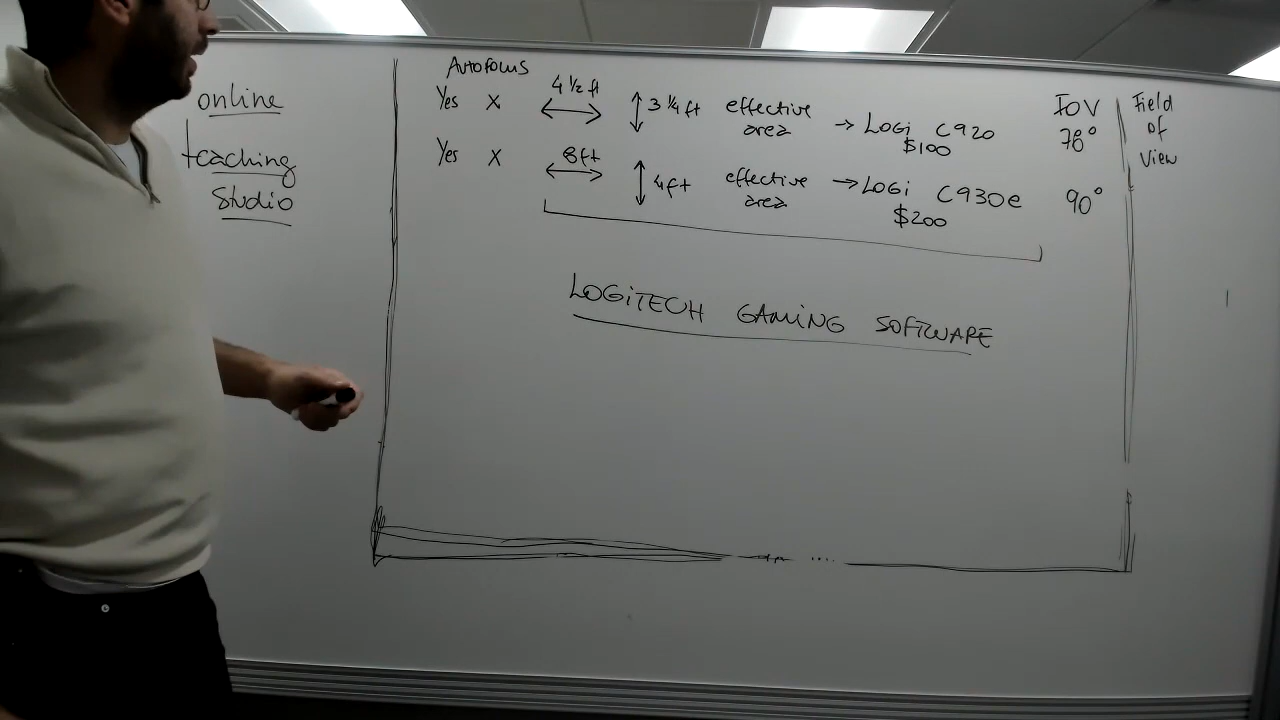 online
teaching
Studio
Autofocus
Yes X 4 1/2 ft 3 1/4 ft effective area → Logi C920 $100
FOV
78°
Yes X 8ft 4ft effective area → LOGi C930e $200
90°
Field
of
View
LOGiTECH GAMiNG SOFTWARE